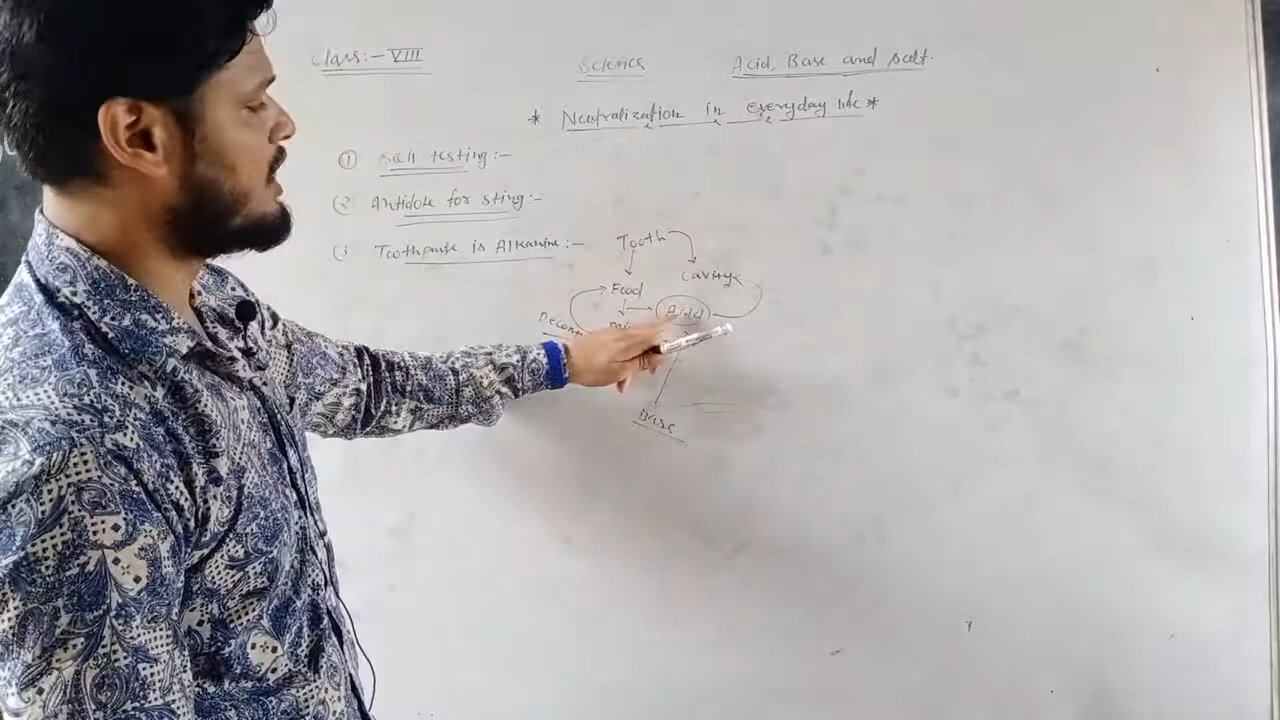 Class:- VIII Science Acid, Base and salt.
* Neutralization in everyday life *
① Soil testing:-
② Antidote for sting:-
③ Toothpaste is Alkanine:- Tooth
Cavity
Food
Acid
Base